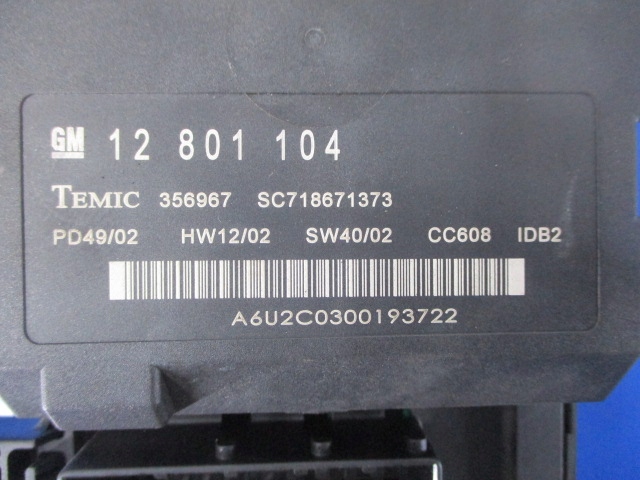 GM 12 801 104
TEMIC 356967 SC718671373
PD49/02 HW12/02 SW40/02 CC608 IDB2
A6U2C0300193722